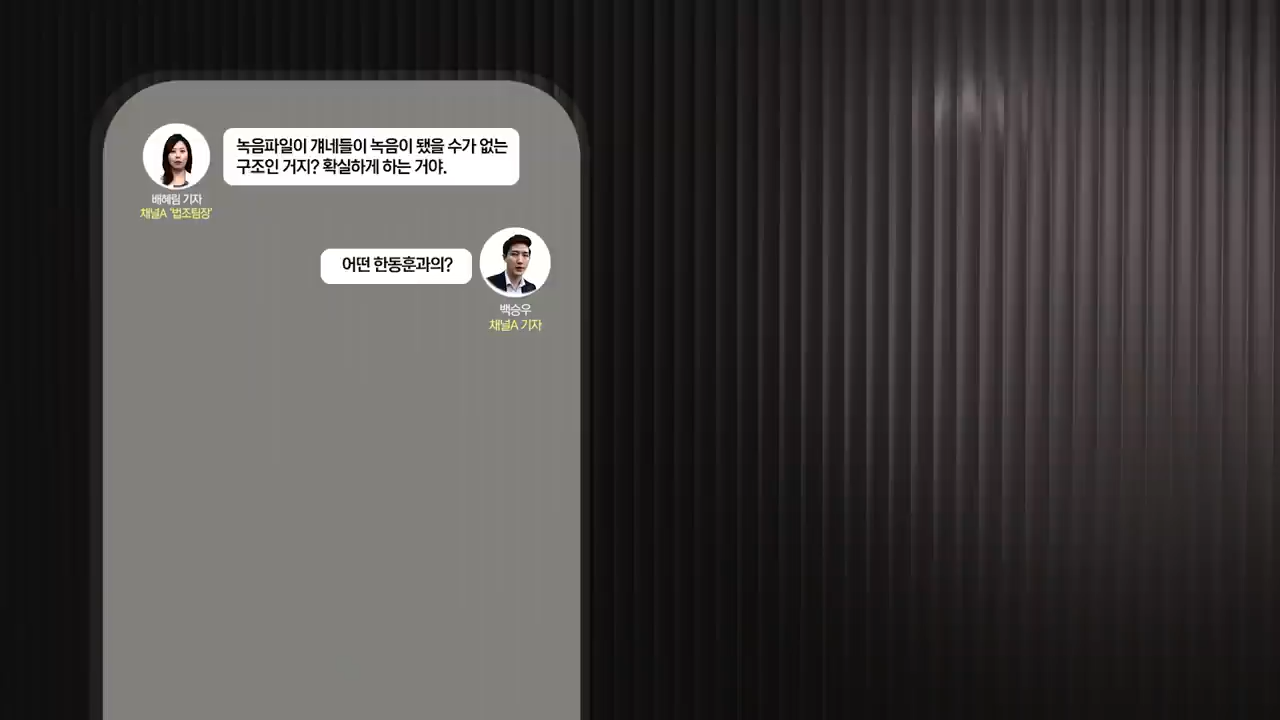 녹음파일이 걔네들이 녹음이 됐을 수가 없는
구조인 거지? 확실하게 하는 거야.
배혜림 기자
채널A '법조팀장'
어떤 한동훈과의?
백승우
채널A 기자